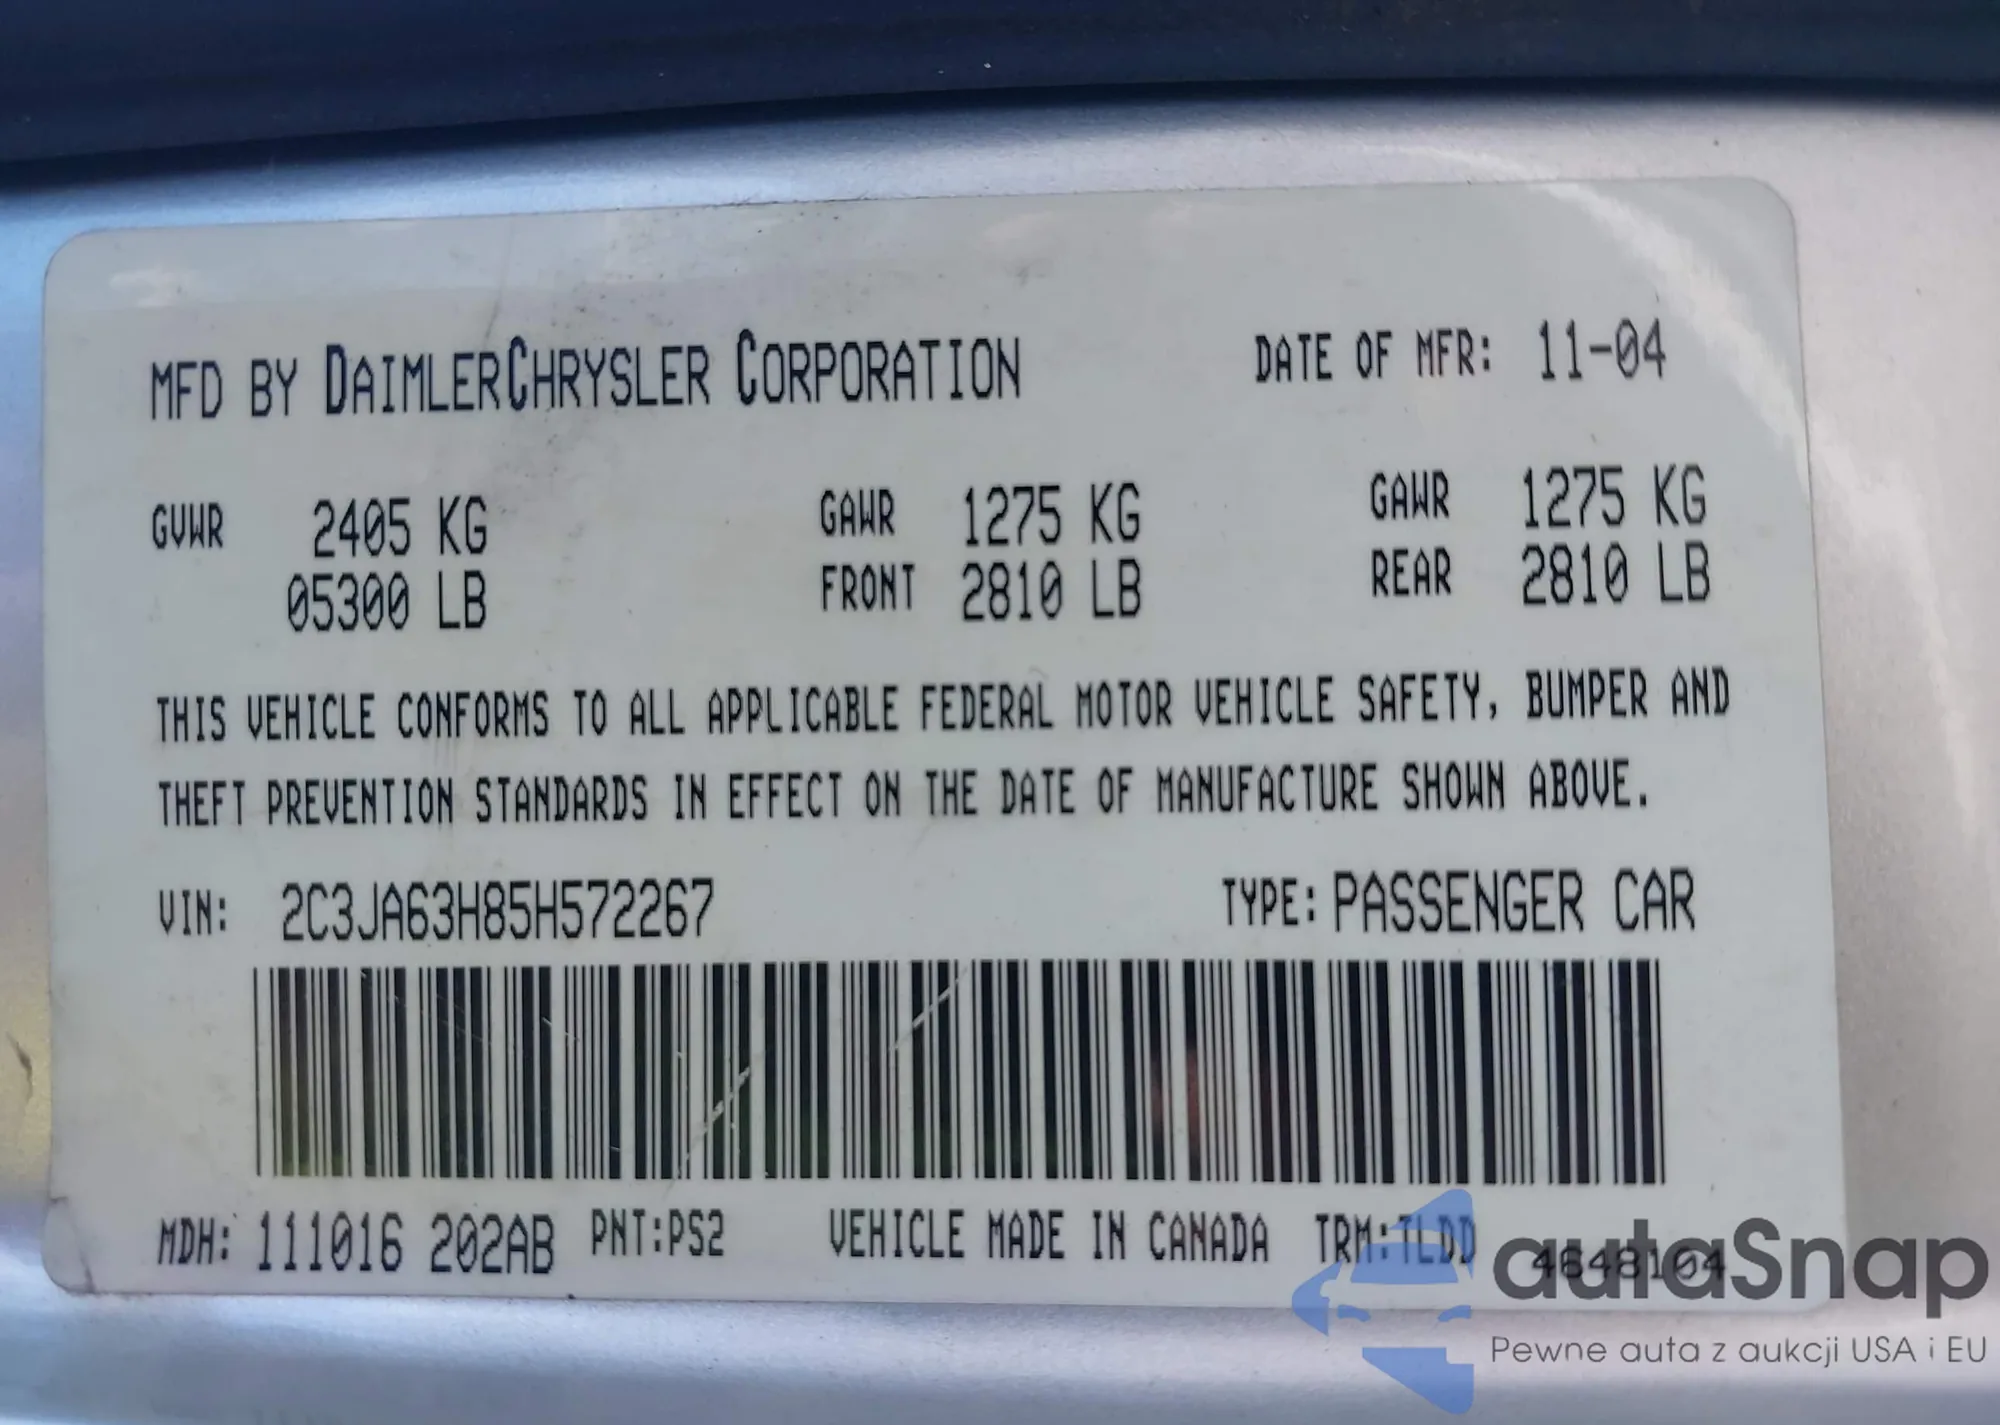 MFD BY DAIMLERCHRYSLER CORPORATION DATE OF MFR: 11-04
GVWR 2405 KG GAWR 1275 KG GAWR 1275 KG
05300 LB FRONT 2810 LB REAR 2810 LB
THIS VEHICLE CONFORMS TO ALL APPLICABLE FEDERAL MOTOR VEHICLE SAFETY, BUMPER AND
THEFT PREVENTION STANDARDS IN EFFECT ON THE DATE OF MANUFACTURE SHOWN ABOVE.
VIN: 2C3JA63H85H572267 TYPE: PASSENGER CAR
MDH: 111016 202AB PNT:PS2 VEHICLE MADE IN CANADA TRM:TLDD 4648104
autaSnap
Pewne auta z aukcji USA i EU